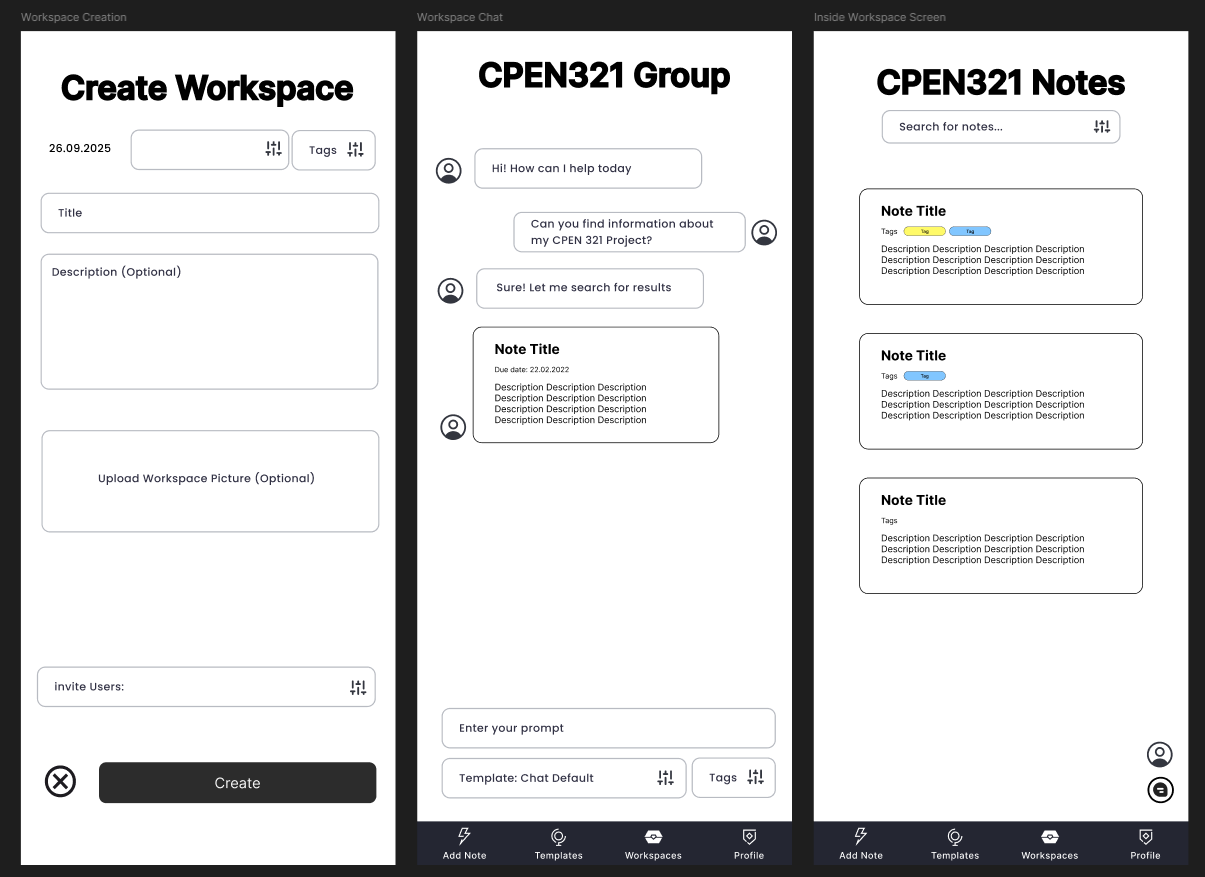 Workspace Creation
Create Workspace
26.09.2025
Tags
Title
Description (Optional)
Upload Workspace Picture (Optional)
invite Users:
Create
Workspace Chat
CPEN321 Group
Hi! How can I help today
Can you find information about
my CPEN 321 Project?
Sure! Let me search for results
Note Title
Due date: 22.02.2022
Description Description Description
Description Description Description
Description Description Description
Description Description Description
Enter your prompt
Template: Chat Default
Tags
Add Note Templates Workspaces Profile
Inside Workspace Screen
CPEN321 Notes
Search for notes...
Note Title
Tags Tag Tag
Description Description Description Description
Description Description Description Description
Description Description Description Description
Note Title
Tags Tag
Description Description Description Description
Description Description Description Description
Description Description Description Description
Note Title
Tags
Description Description Description Description
Description Description Description Description
Description Description Description Description
Add Note Templates Workspaces Profile